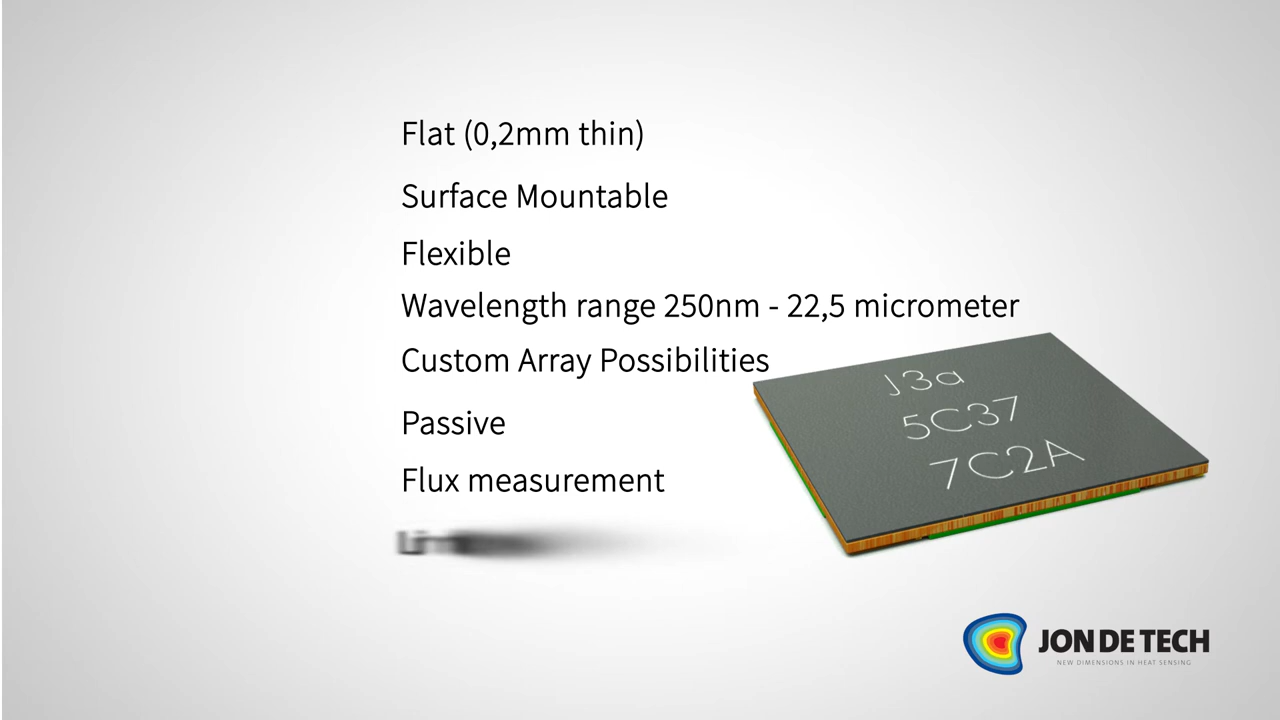 Flat (0,2mm thin)
Surface Mountable
Flexible
Wavelength range 250nm - 22,5 micrometer
Custom Array Possibilities
Passive
Flux measurement
J3a
5C37
7C2A
JON DE TECH
NEW DIMENSIONS IN HEAT SENSING